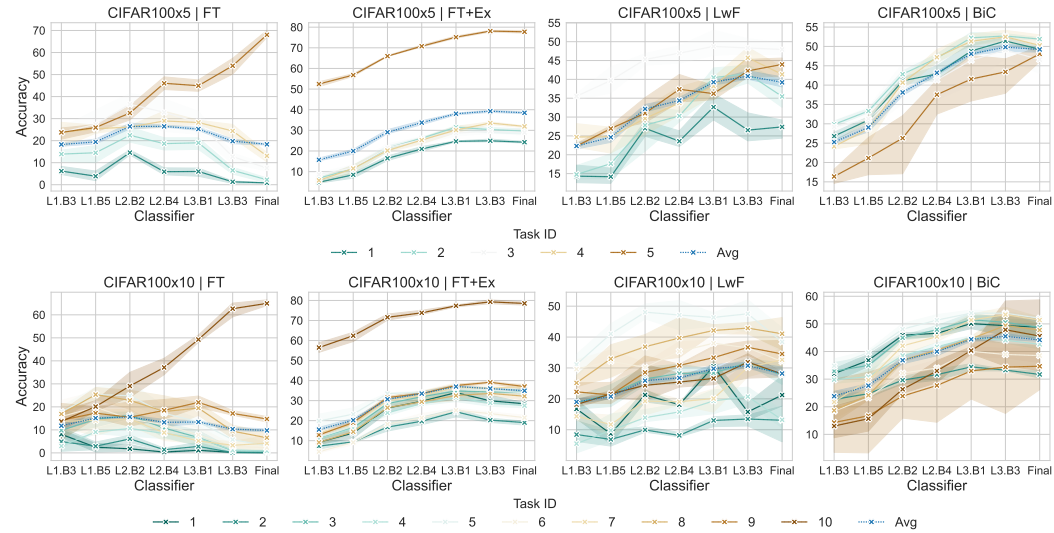 CIFAR100x5 | FT
CIFAR100x5 | FT+Ex
CIFAR100x5 | LwF
CIFAR100x5 | BiC
Accuracy
70
60
50
40
30
20
10
0
80
70
60
50
40
30
20
10
55
50
45
40
35
30
25
20
15
55
50
45
40
35
30
25
20
15
L1.B3 L1.B5 L2.B2 L2.B4 L3.B1 L3.B3 Final
L1.B3 L1.B5 L2.B2 L2.B4 L3.B1 L3.B3 Final
L1.B3 L1.B5 L2.B2 L2.B4 L3.B1 L3.B3 Final
L1.B3 L1.B5 L2.B2 L2.B4 L3.B1 L3.B3 Final
Classifier
Classifier
Classifier
Classifier
Task ID
1 2 3 4 5 Avg
CIFAR100x10 | FT
CIFAR100x10 | FT+Ex
CIFAR100x10 | LwF
CIFAR100x10 | BiC
Accuracy
60
50
40
30
20
10
0
80
70
60
50
40
30
20
10
50
40
30
20
10
60
50
40
30
20
10
L1.B3 L1.B5 L2.B2 L2.B4 L3.B1 L3.B3 Final
L1.B3 L1.B5 L2.B2 L2.B4 L3.B1 L3.B3 Final
L1.B3 L1.B5 L2.B2 L2.B4 L3.B1 L3.B3 Final
L1.B3 L1.B5 L2.B2 L2.B4 L3.B1 L3.B3 Final
Classifier
Classifier
Classifier
Classifier
Task ID
1 2 3 4 5 6 7 8 9 10 Avg